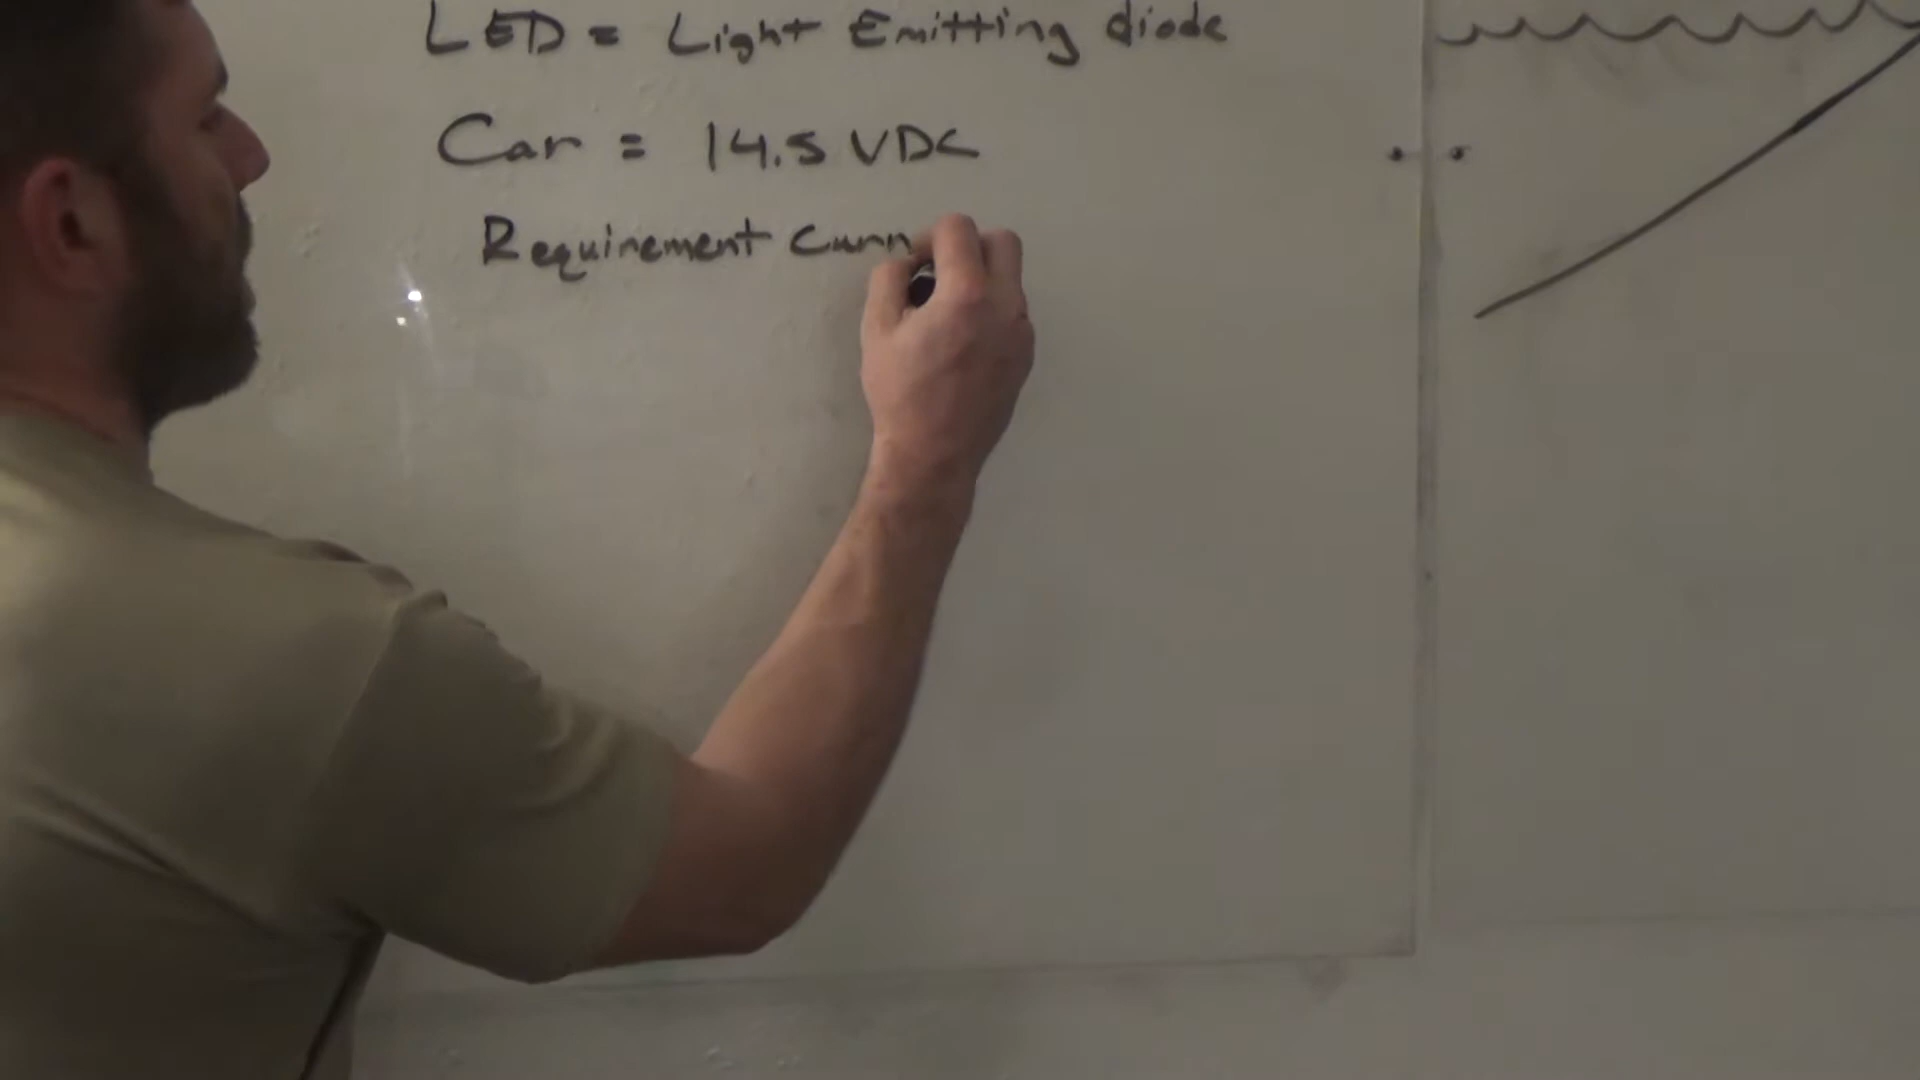 LED = Light Emitting diode
Car = 14.5 VDC
Requirement Curr